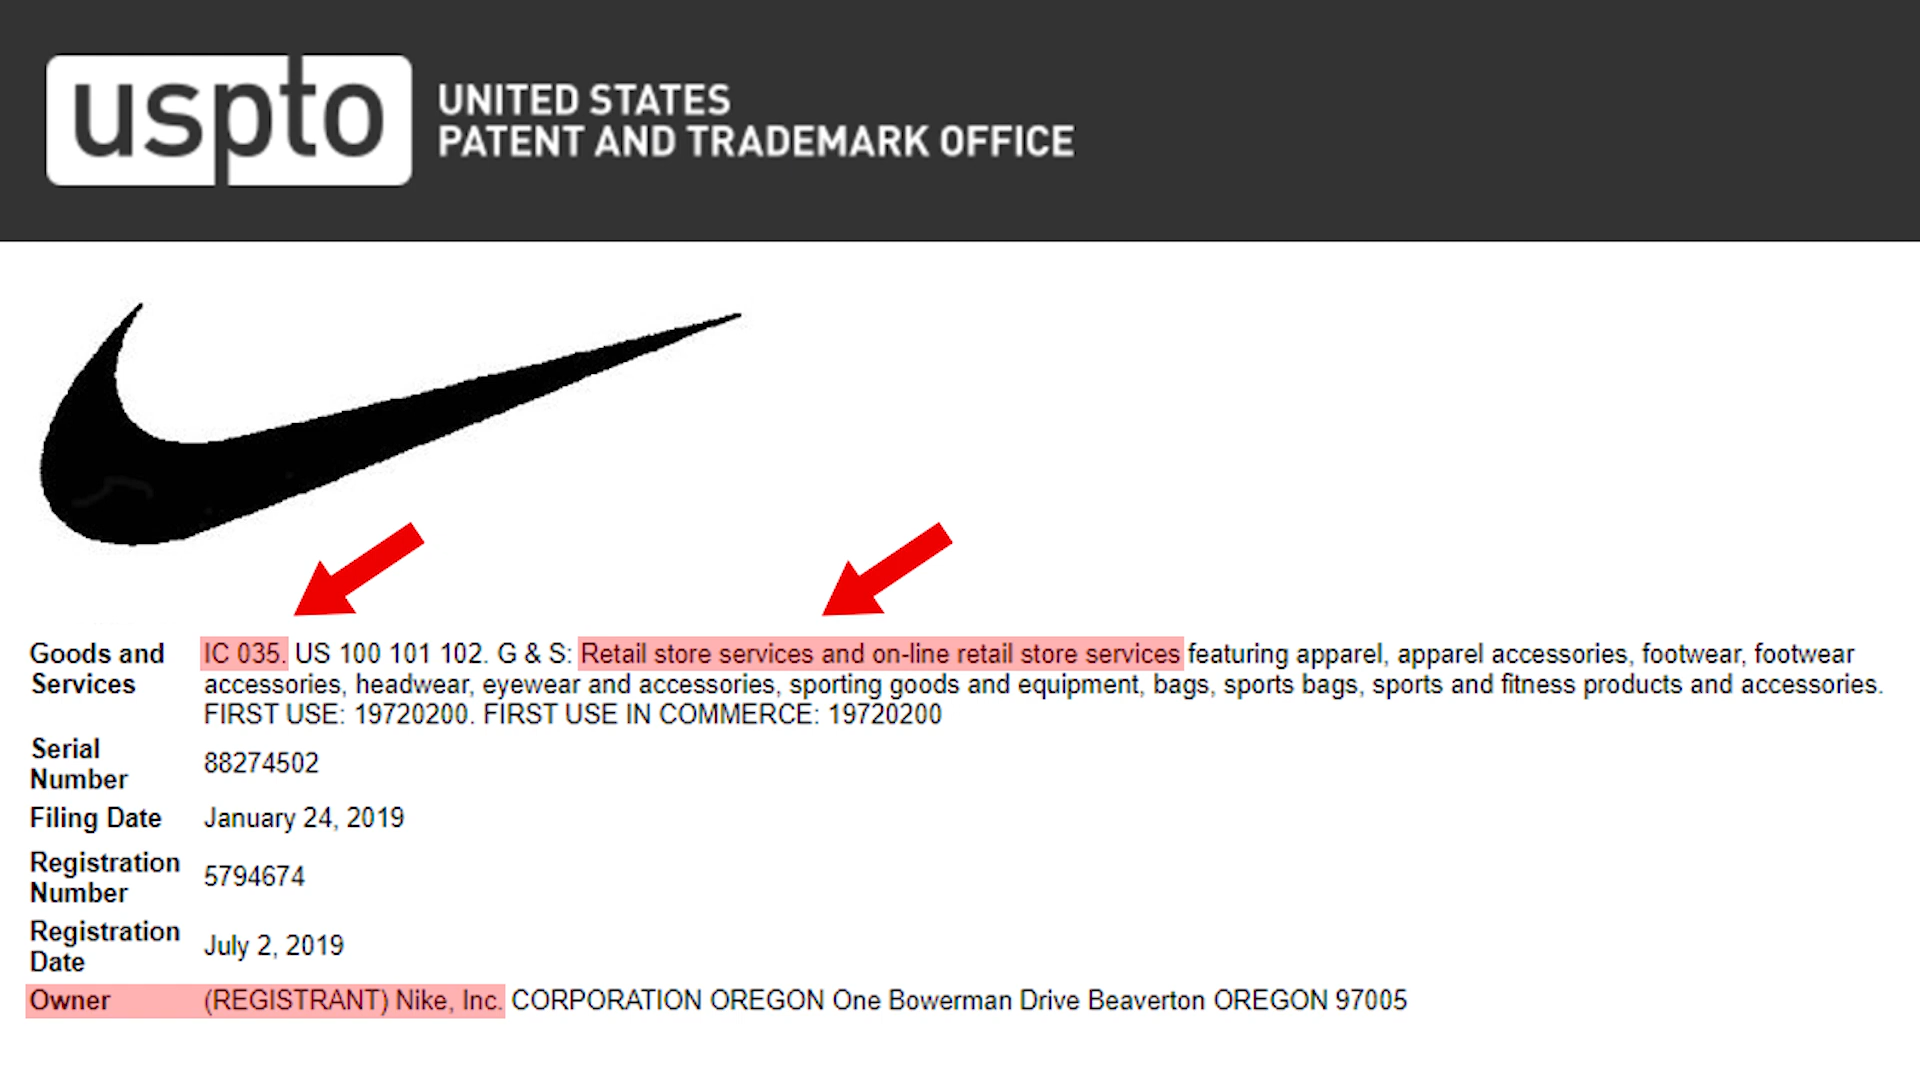 uspto
UNITED STATES
PATENT AND TRADEMARK OFFICE
Goods and Services
IC 035. US 100 101 102. G & S: Retail store services and on-line retail store services featuring apparel, apparel accessories, footwear, footwear
accessories, headwear, eyewear and accessories, sporting goods and equipment, bags, sports bags, sports and fitness products and accessories.
FIRST USE: 19720200. FIRST USE IN COMMERCE: 19720200
Serial Number
88274502
Filing Date
January 24, 2019
Registration Number
5794674
Registration Date
July 2, 2019
Owner
(REGISTRANT) Nike, Inc. CORPORATION OREGON One Bowerman Drive Beaverton OREGON 97005